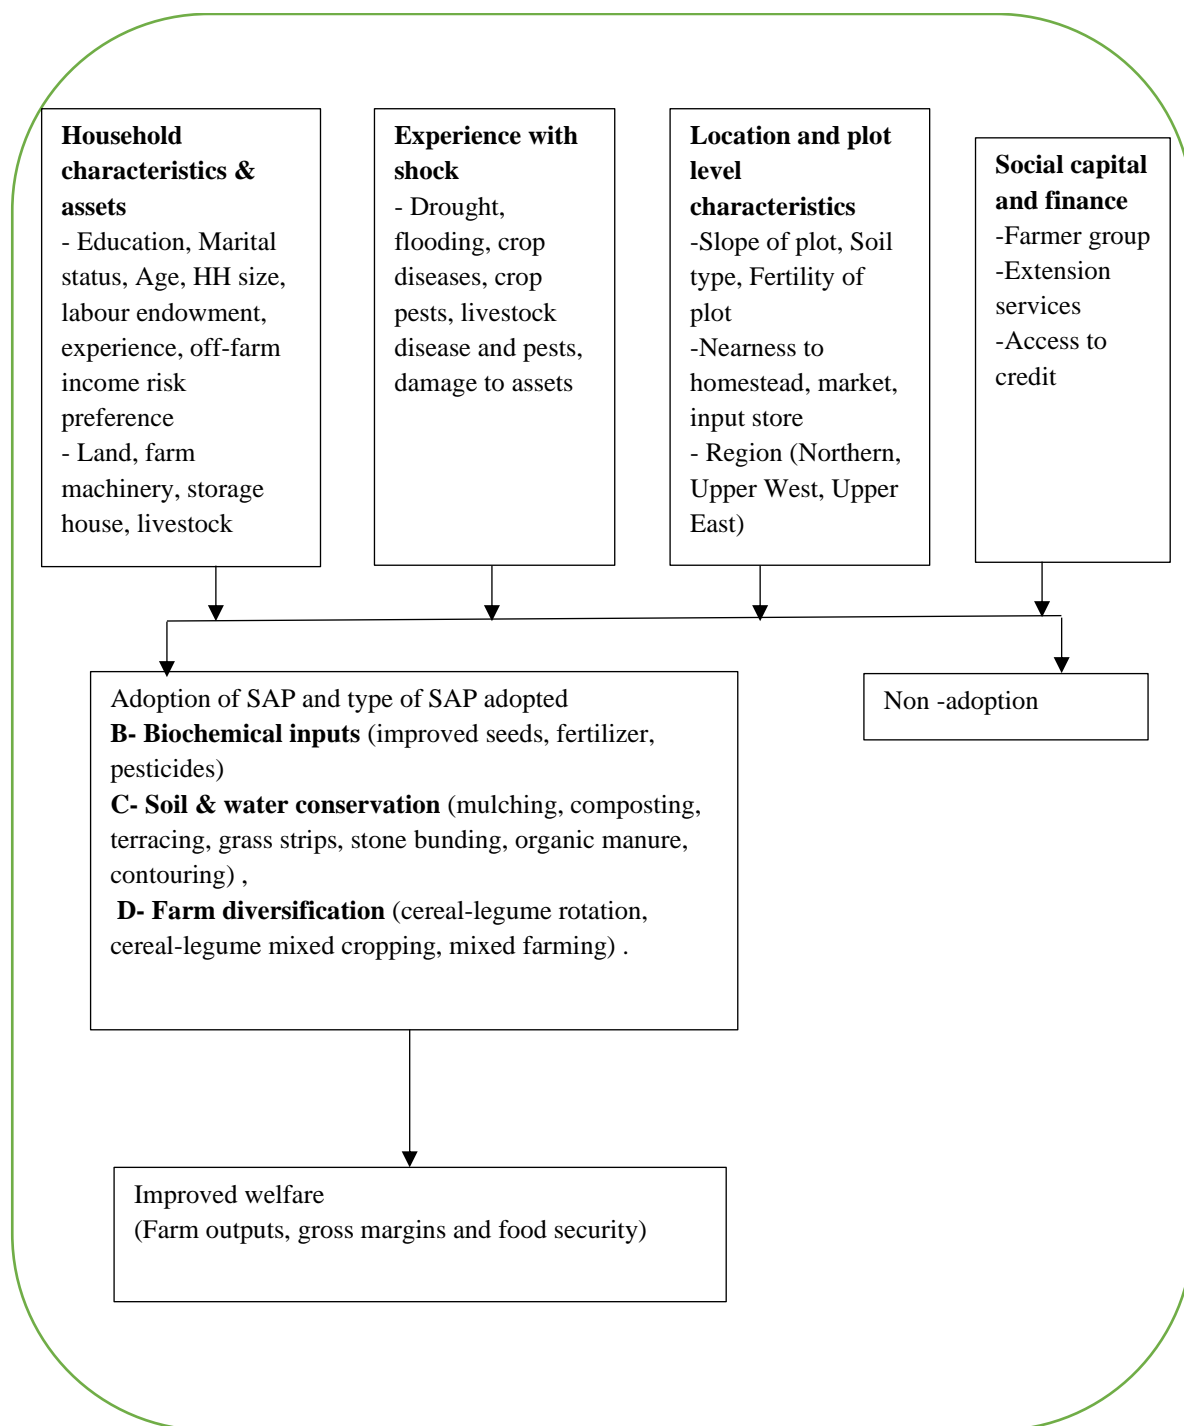 Household
characteristics &
assets
- Education, Marital
status, Age, HH size,
labour endowment,
experience, off-farm
income risk
preference
- Land, farm
machinery, storage
house, livestock
Experience with
shock
- Drought,
flooding, crop
diseases, crop
pests, livestock
disease and pests,
damage to assets
Location and plot
level
characteristics
-Slope of plot, Soil
type, Fertility of
plot
-Nearness to
homestead, market,
input store
- Region (Northern,
Upper West, Upper
East)
Social capital
and finance
-Farmer group
-Extension
services
-Access to
credit
Adoption of SAP and type of SAP adopted
B- Biochemical inputs (improved seeds, fertilizer,
pesticides)
C- Soil & water conservation (mulching, composting,
terracing, grass strips, stone bunding, organic manure,
contouring) ,
D- Farm diversification (cereal-legume rotation,
cereal-legume mixed cropping, mixed farming) .
Non -adoption
Improved welfare
(Farm outputs, gross margins and food security)